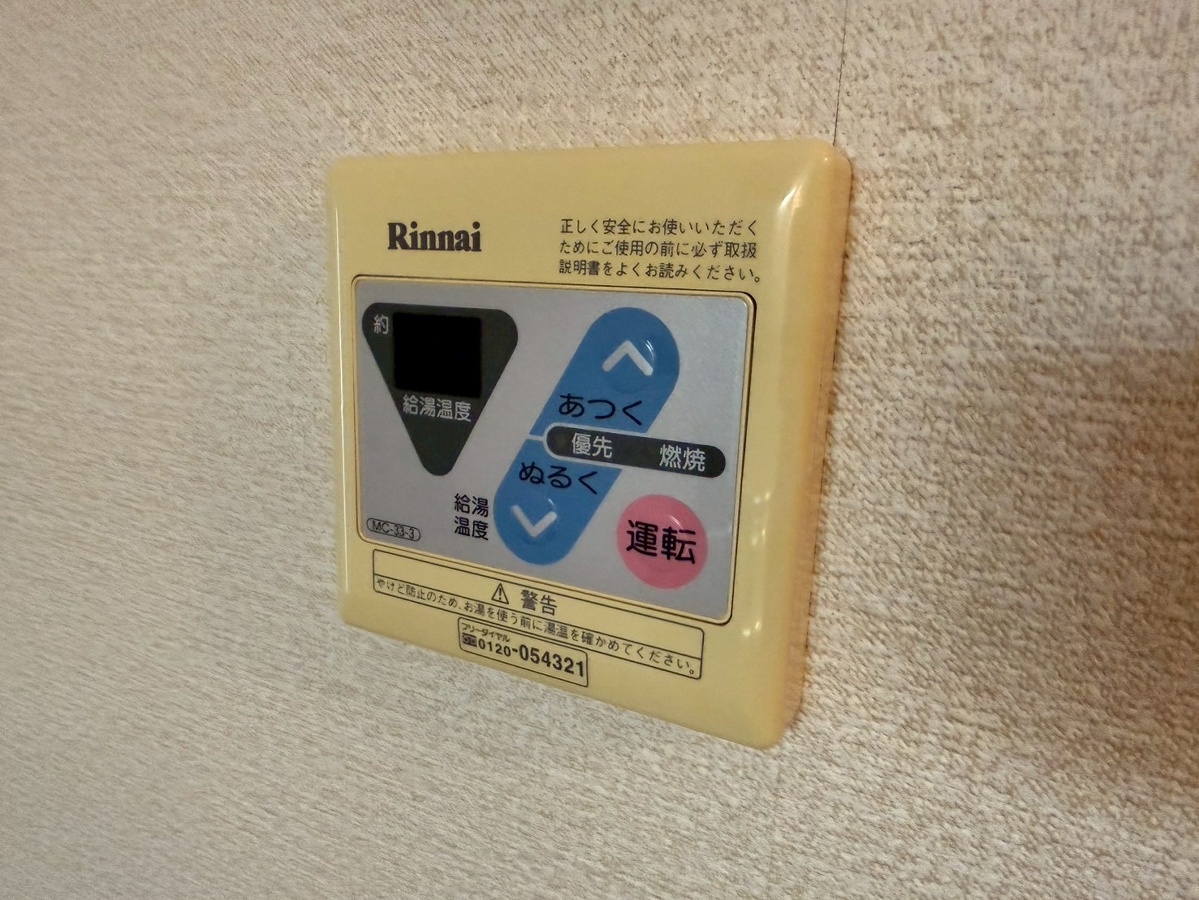 Rinnai
正しく安全にお使いいただく
ためにご使用の前に必ず取扱
説明書をよくお読みください。
約
給湯温度
あつく
優先 燃焼
ぬるく
給湯
温度
運転
MC-33-3
⚠ 警告
やけど防止のため、お湯を使う前に湯温を確かめてください。
フリーダイヤル
0120-054321